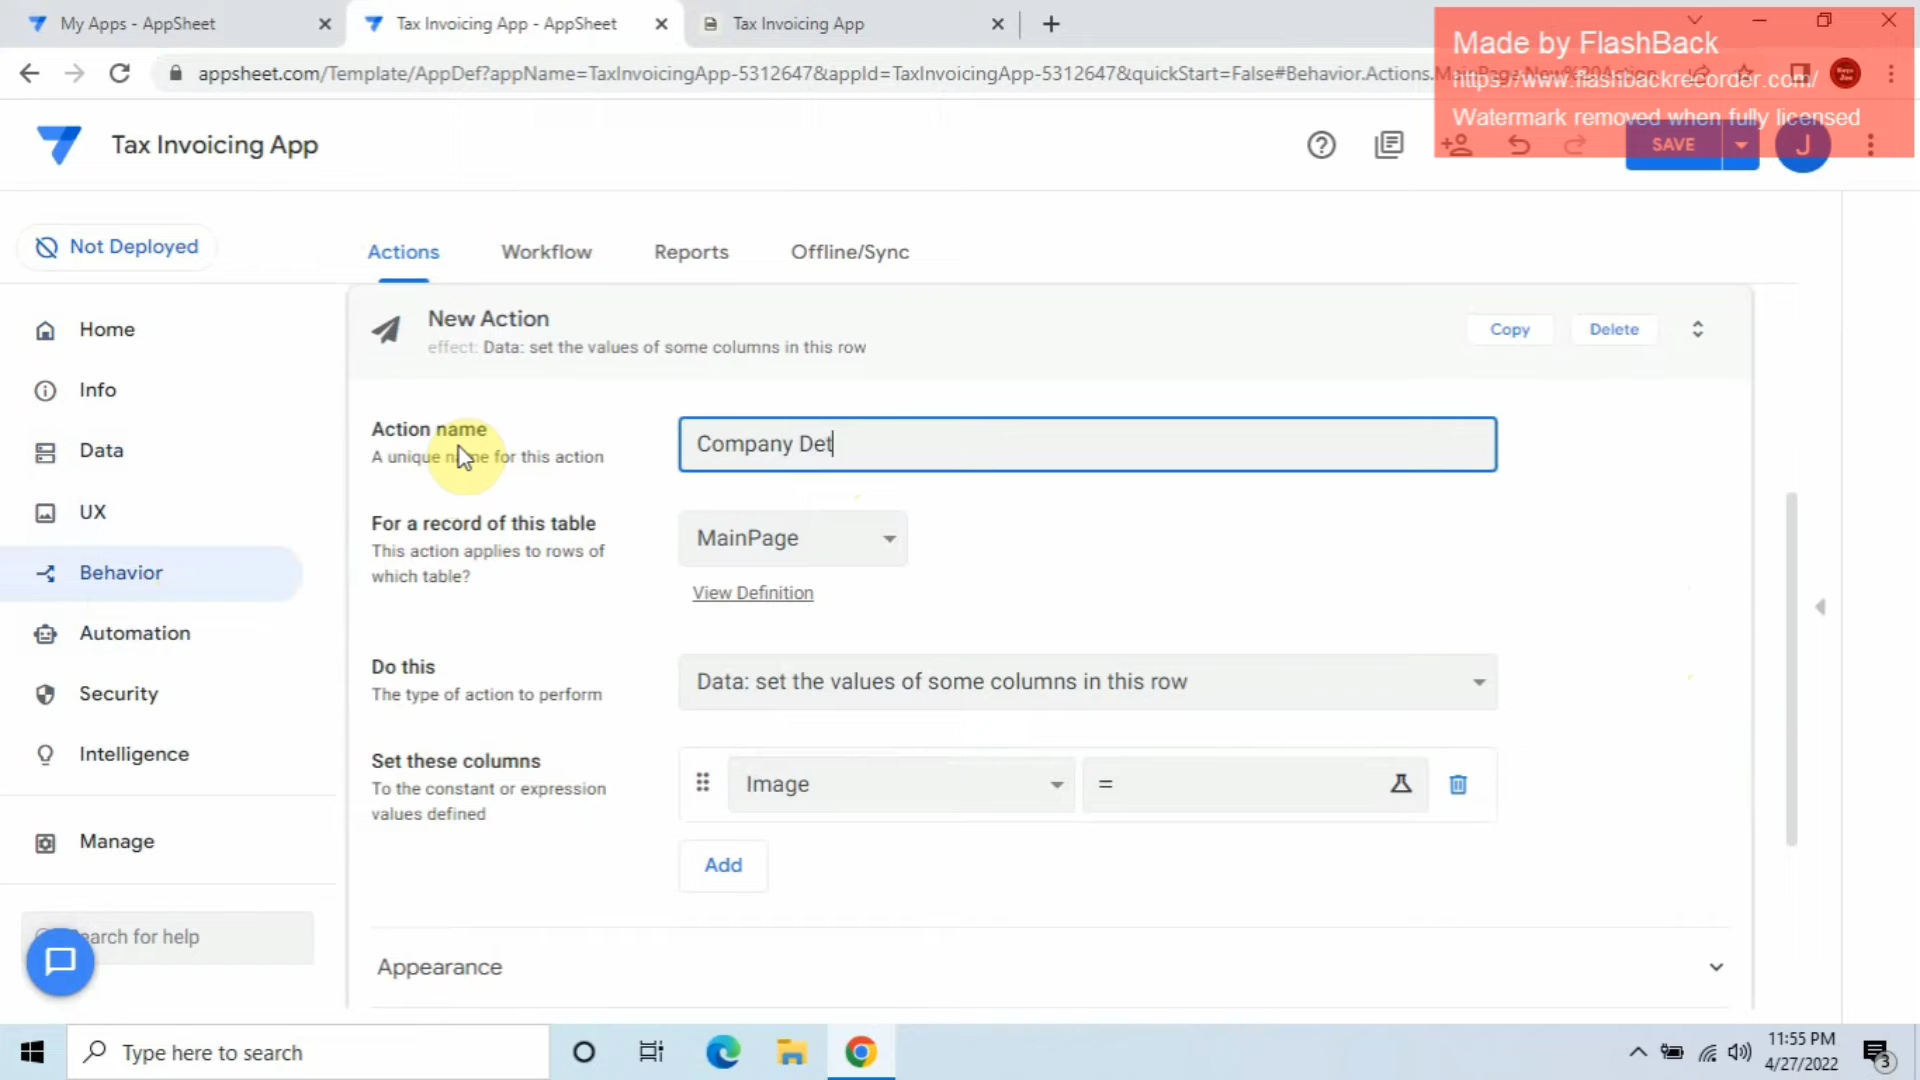 My Apps - AppSheet
Tax Invoicing App - AppSheet
Tax Invoicing App
Made by FlashBack
appsheet.com/Template/AppDef?appName=TaxInvoicingApp-5312647&appId=TaxInvoicingApp-5312647&quickStart=False#Behavior.Actions.MainPage.New%20Action
https://www.flashbackrecorder.com/
Watermark removed when fully licensed
Tax Invoicing App
SAVE
J
Not Deployed
Actions
Workflow
Reports
Offline/Sync
Home
Info
Data
UX
Behavior
Automation
Security
Intelligence
Manage
Search for help
New Action
effect: Data: set the values of some columns in this row
Copy
Delete
Action name
A unique name for this action
Company Det
For a record of this table
This action applies to rows of
which table?
MainPage
View Definition
Do this
The type of action to perform
Data: set the values of some columns in this row
Set these columns
To the constant or expression
values defined
Image
=
Add
Appearance
Type here to search
11:55 PM
4/27/2022
3